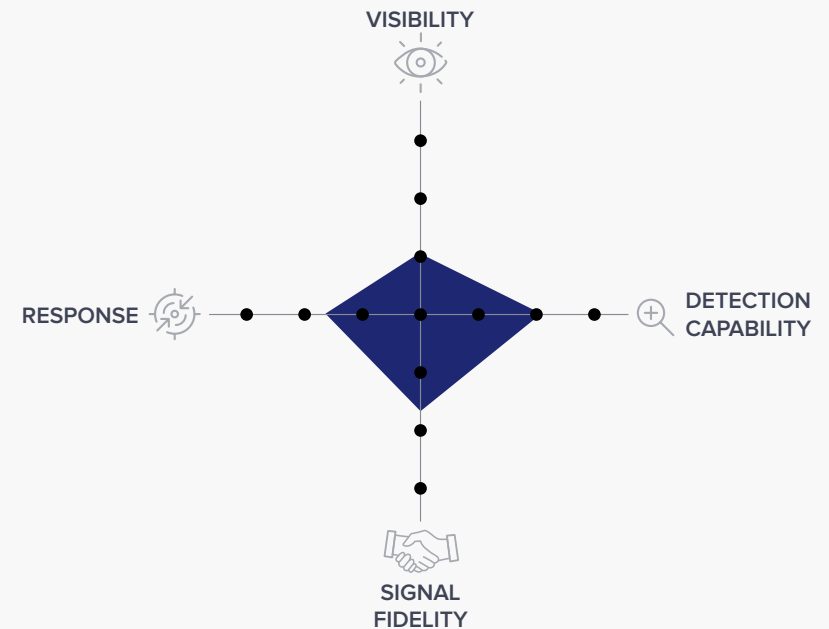 VISIBILITY
RESPONSE
DETECTION
CAPABILITY
SIGNAL
FIDELITY